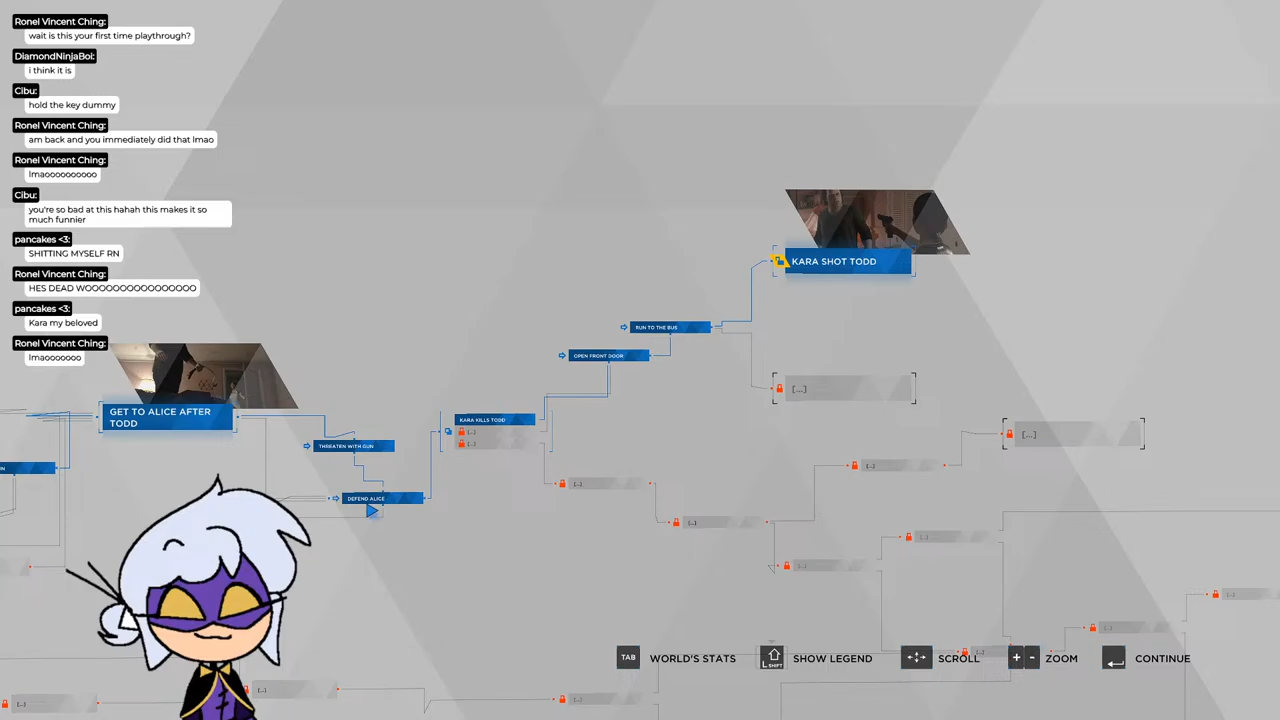 Ronel Vincent Ching:
wait is this your first time playthrough?
DiamondNinjaBoi:
i think it is
Cibu:
hold the key dummy
Ronel Vincent Ching:
am back and you immediately did that lmao
Ronel Vincent Ching:
lmaoooooooooo
Cibu:
you're so bad at this hahah this makes it so
much funnier
pancakes <3:
SHITTING MYSELF RN
Ronel Vincent Ching:
HES DEAD WOOOOOOOOOOOOOOOO
pancakes <3:
Kara my beloved
Ronel Vincent Ching:
lmaooooooo
KARA SHOT TODD
RUN TO THE BUS
OPEN FRONT DOOR
[...]
GET TO ALICE AFTER
TODD
KARA KILLS TODD
[...]
[...]
[...]
THREATEN WITH GUN
[...]
[...]
DEFEND ALICE
[...]
[...]
[...]
[...]
[...]
[...]
[...]
[...]
[...]
TAB WORLD'S STATS
L SHIFT SHOW LEGEND
SCROLL
+ - ZOOM
CONTINUE